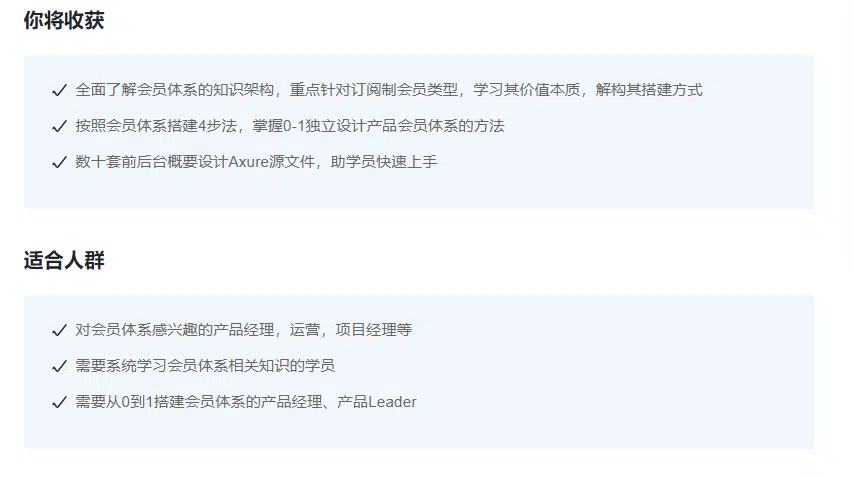 你将收获
全面了解会员体系的知识架构，重点针对订阅制会员类型，学习其价值本质，解构其搭建方式
按照会员体系搭建4步法，掌握0-1独立设计产品会员体系的方法
数十套前后台概要设计Axure源文件，助学员快速上手
适合人群
对会员体系感兴趣的产品经理，运营，项目经理等
需要系统学习会员体系相关知识的学员
需要从0到1搭建会员体系的产品经理、产品Leader